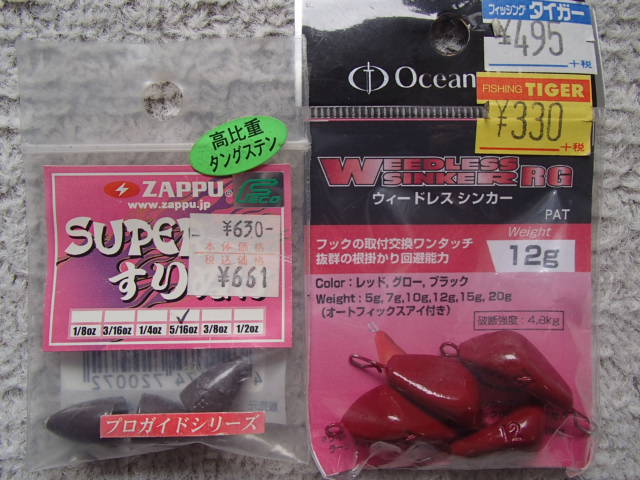 高比重
タングステン
ZAPPU
www.zappu.jp
ECO
SUPER
すり
¥630-
本体価格
税込価格
¥661
1/8oz 3/16oz 1/4oz 5/16oz 3/8oz 1/2oz
4 720072
プロガイドシリーズ
フィッシング タイガー
¥495
+税
Ocean
FISHING TIGER
¥330
+税
WEEDLESS
SINKER RG
ウィードレス シンカー
PAT
Weight
12g
フックの取付交換ワンタッチ
抜群の根掛かり回避能力
Color : レッド, グロー, ブラック
Weight : 5g, 7g, 10g, 12g, 15g, 20g
(オートフィックスアイ付き)
破断強度 : 4.8kg